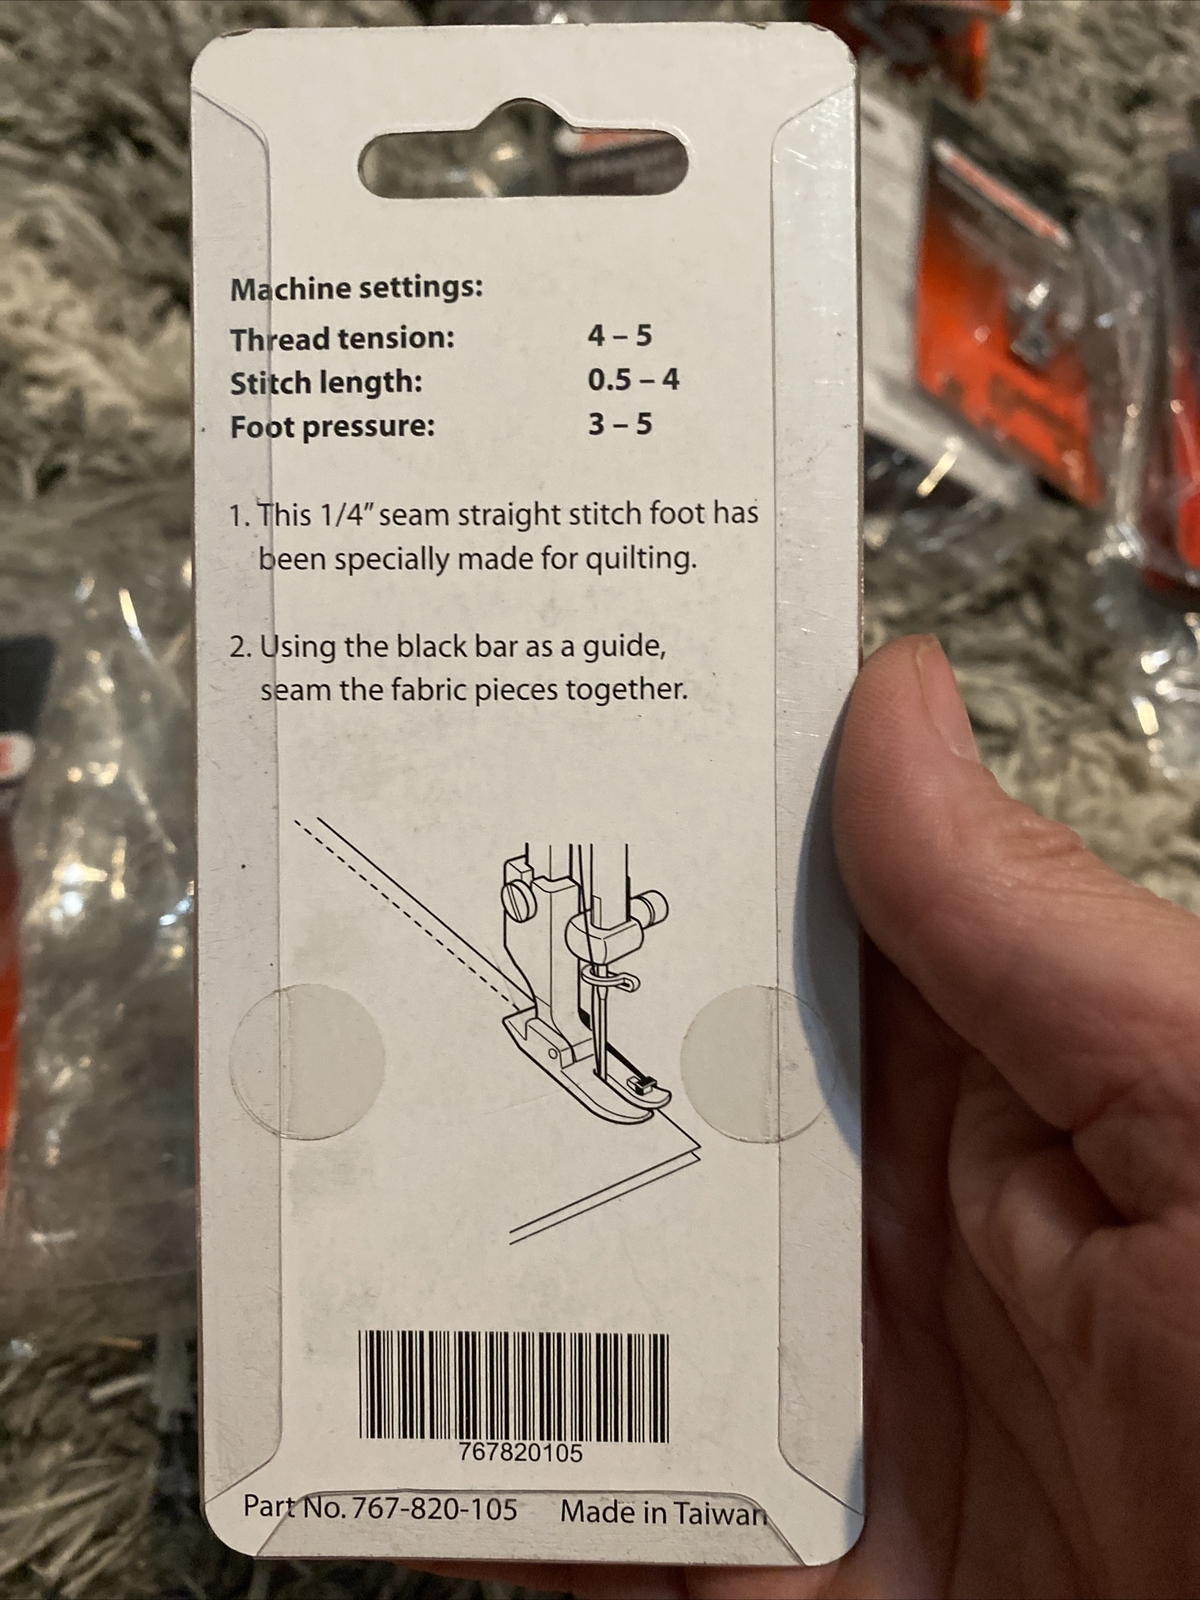 Machine settings:
Thread tension: 4 – 5
Stitch length: 0.5 – 4
Foot pressure: 3 – 5
1. This 1/4” seam straight stitch foot has
been specially made for quilting.
2. Using the black bar as a guide,
seam the fabric pieces together.
767820105
Part No. 767-820-105 Made in Taiwan